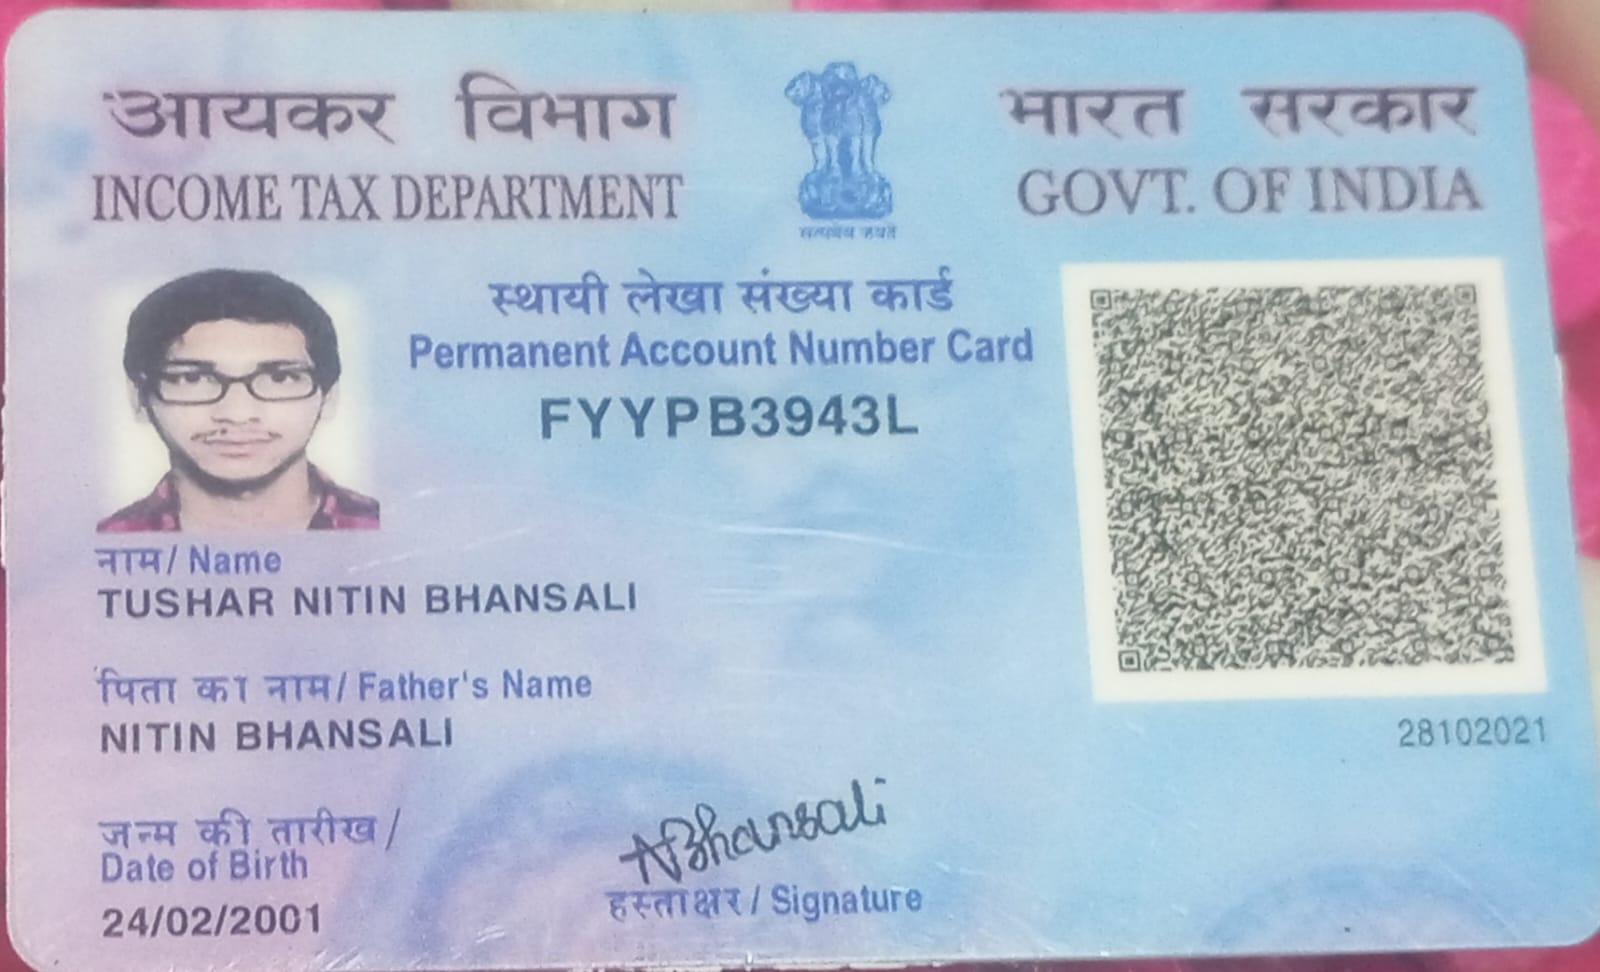 आयकर विभाग
INCOME TAX DEPARTMENT
सत्यमेव जयते
भारत सरकार
GOVT. OF INDIA
स्थायी लेखा संख्या कार्ड
Permanent Account Number Card
FYYPB3943L
नाम/ Name
TUSHAR NITIN BHANSALI
पिता का नाम/ Father's Name
NITIN BHANSALI
28102021
जन्म की तारीख/
Date of Birth
24/02/2001
NBhansali
हस्ताक्षर/ Signature